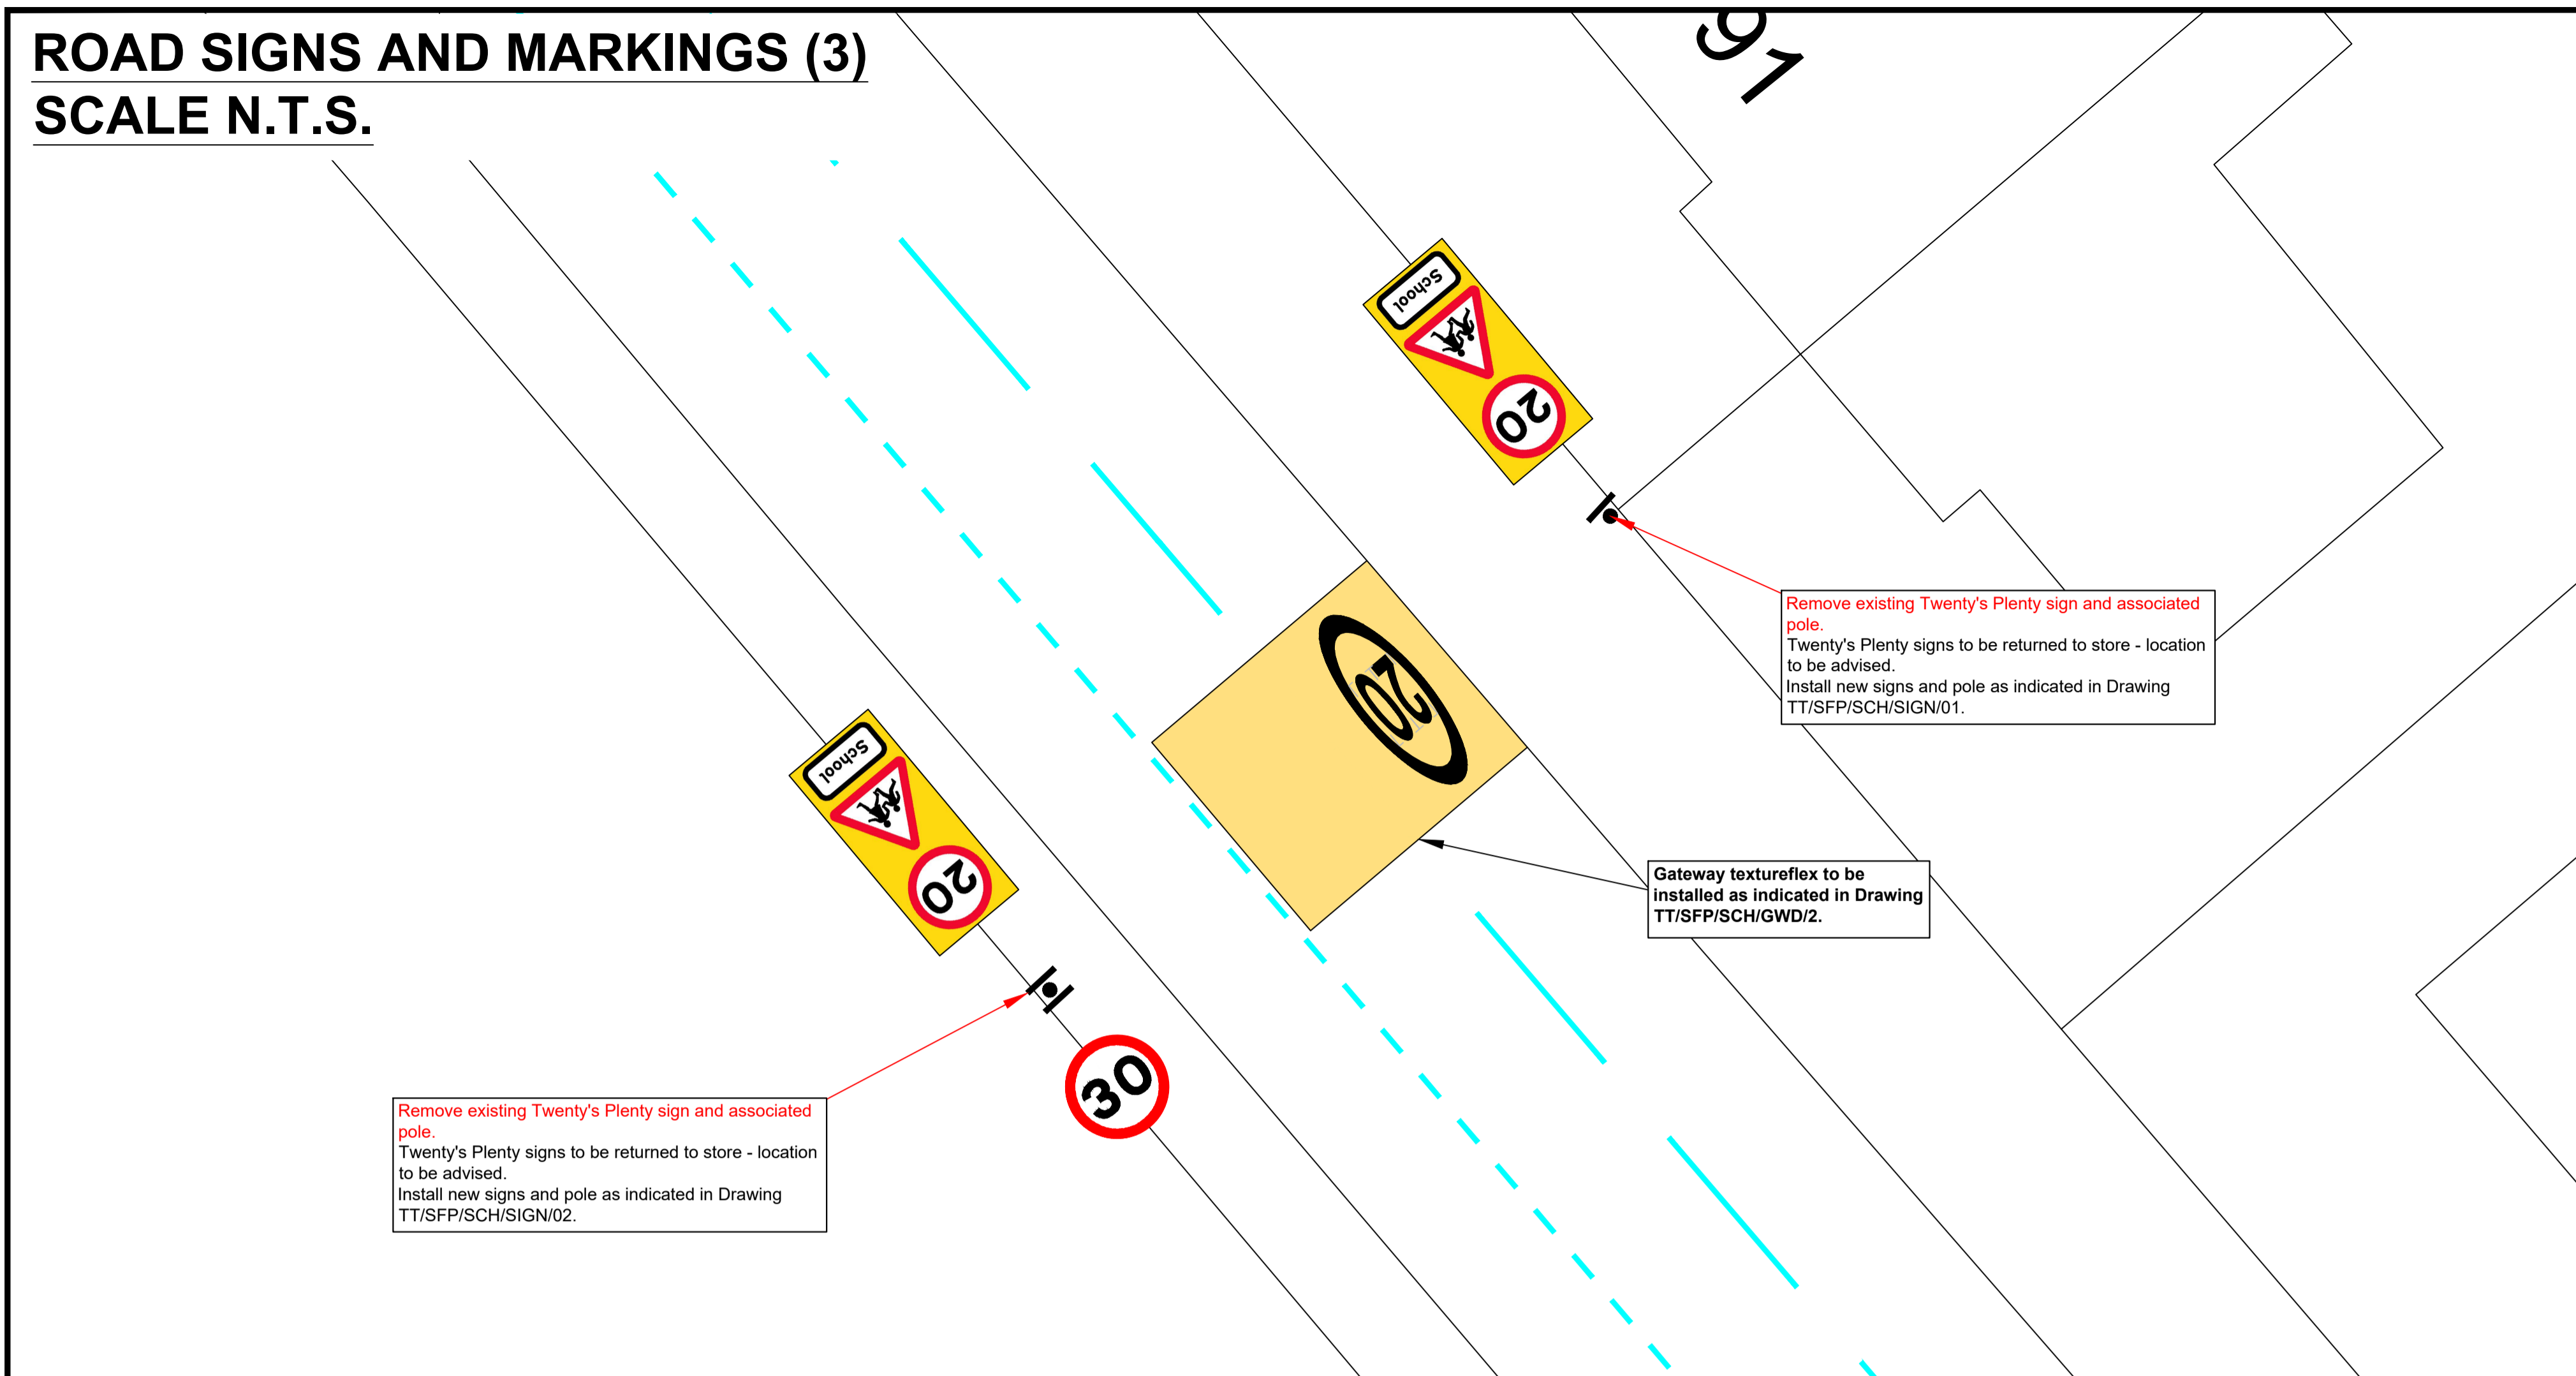 ROAD SIGNS AND MARKINGS (3)
SCALE N.T.S.
91
School
20
Remove existing Twenty's Plenty sign and associated
pole.
Twenty's Plenty signs to be returned to store - location
to be advised.
Install new signs and pole as indicated in Drawing
TT/SFP/SCH/SIGN/01.
20
School
20
Gateway textureflex to be
installed as indicated in Drawing
TT/SFP/SCH/GWD/2.
30
Remove existing Twenty's Plenty sign and associated
pole.
Twenty's Plenty signs to be returned to store - location
to be advised.
Install new signs and pole as indicated in Drawing
TT/SFP/SCH/SIGN/02.